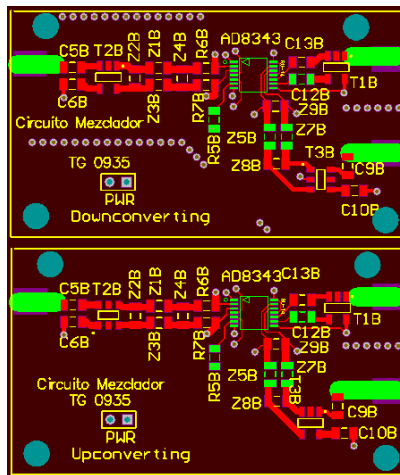 C5B T2B Z2B Z1B Z4B R6B AD8343 C13B
C6B Z3B R7B R3B C12B T1B
Z9B
Circuito Mezclador Z5B Z7B
TG 0935 Z8B T3B C9B
PWR C10B
Downconverting
C5B T2B Z2B Z1B Z4B R6B AD8343 C13B
C6B Z3B R7B C12B T1B
Z9B
R5B Z5B Z7B
Circuito Mezclador T3B
TG 0935 Z8B C9B
PWR C10B
Upconverting